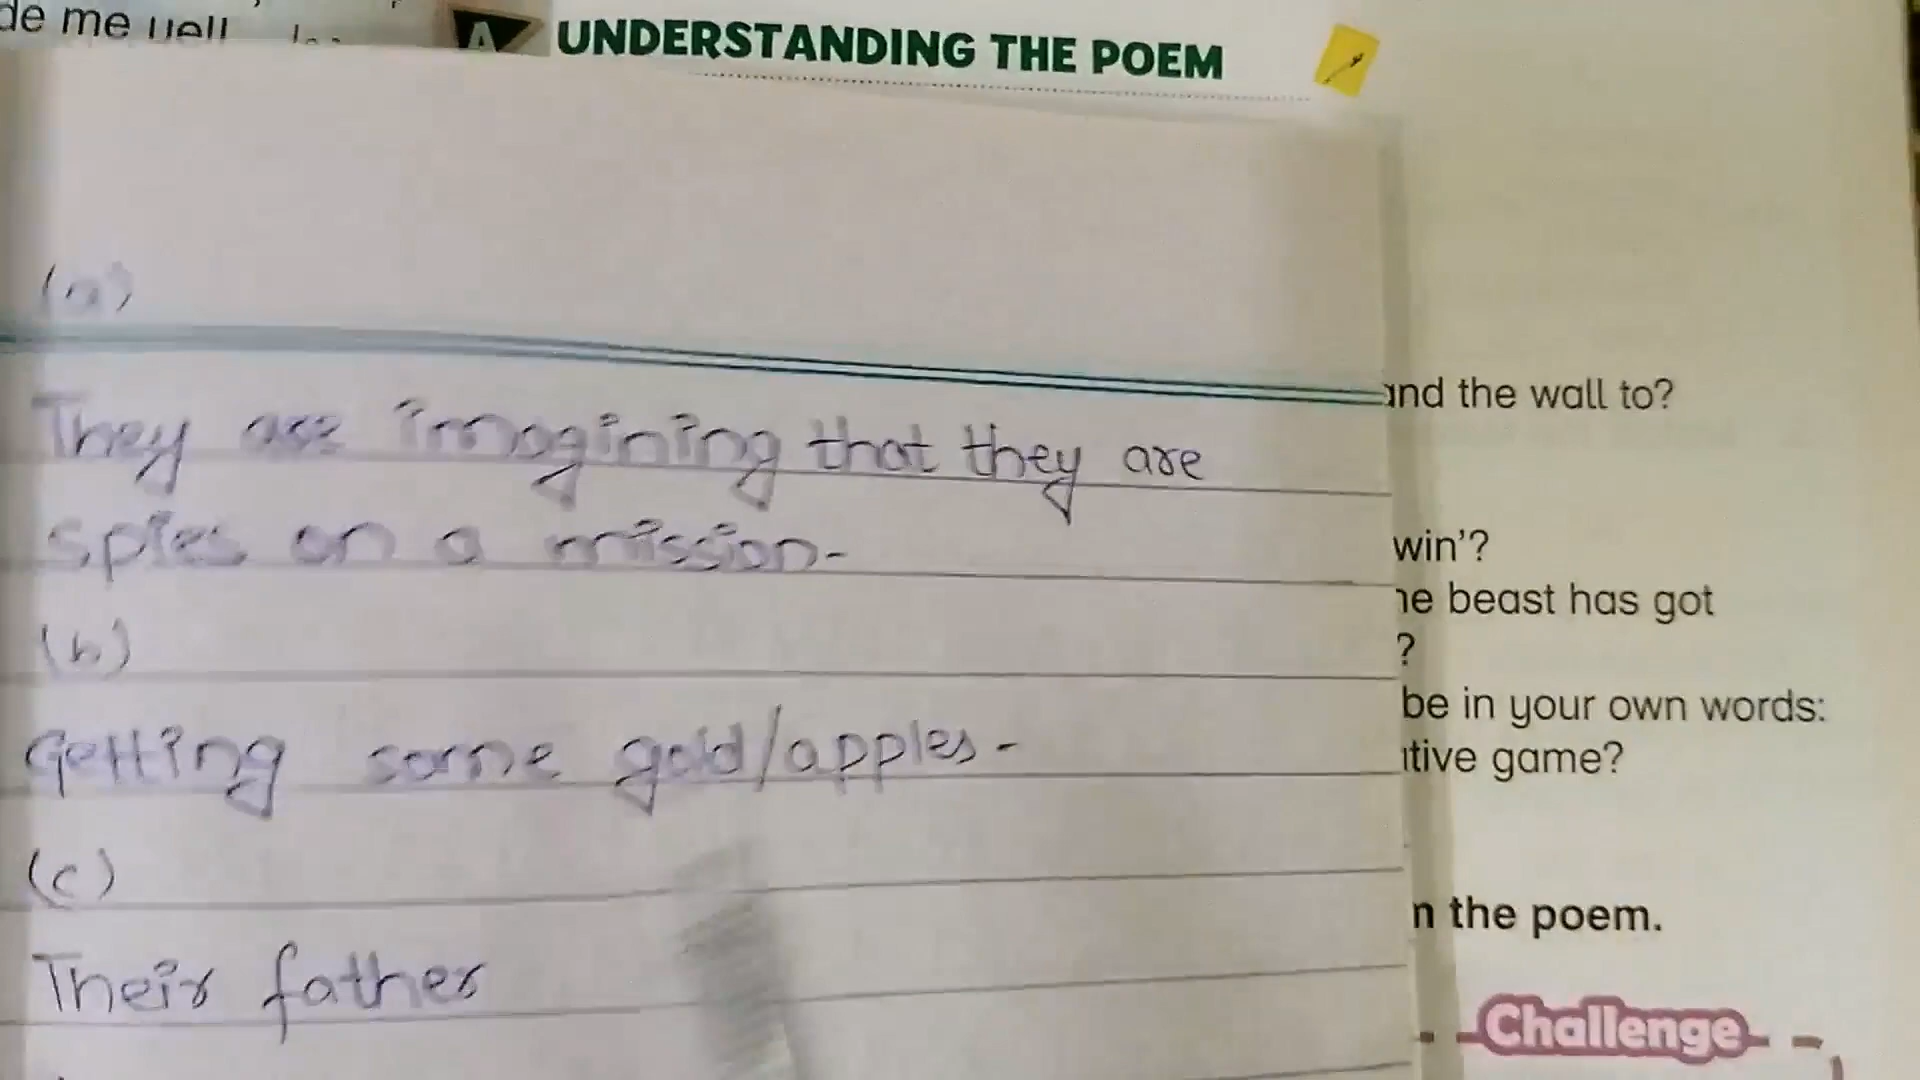 de me yell
A UNDERSTANDING THE POEM
(a)
They are imagining that they are
spies on a mission-
(b)
Getting some gold/apples-
(c)
Their father
and the wall to?
win'?
he beast has got
?
be in your own words:
tive game?
n the poem.
Challenge